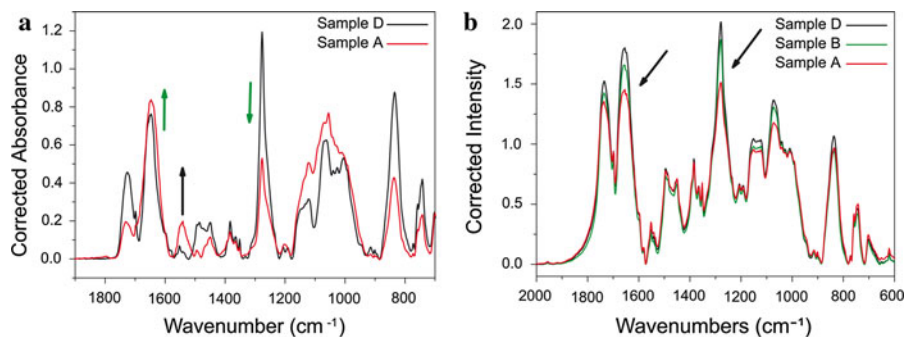 a
Sample D
Sample A
1.2
1.0
0.8
0.6
0.4
0.2
0.0
Corrected Absorbance
1800 1600 1400 1200 1000 800
Wavenumber (cm⁻¹)
b
Sample D
Sample B
Sample A
2.0
1.5
1.0
0.5
0.0
Corrected Intensity
2000 1800 1600 1400 1200 1000 800 600
Wavenumbers (cm⁻¹)